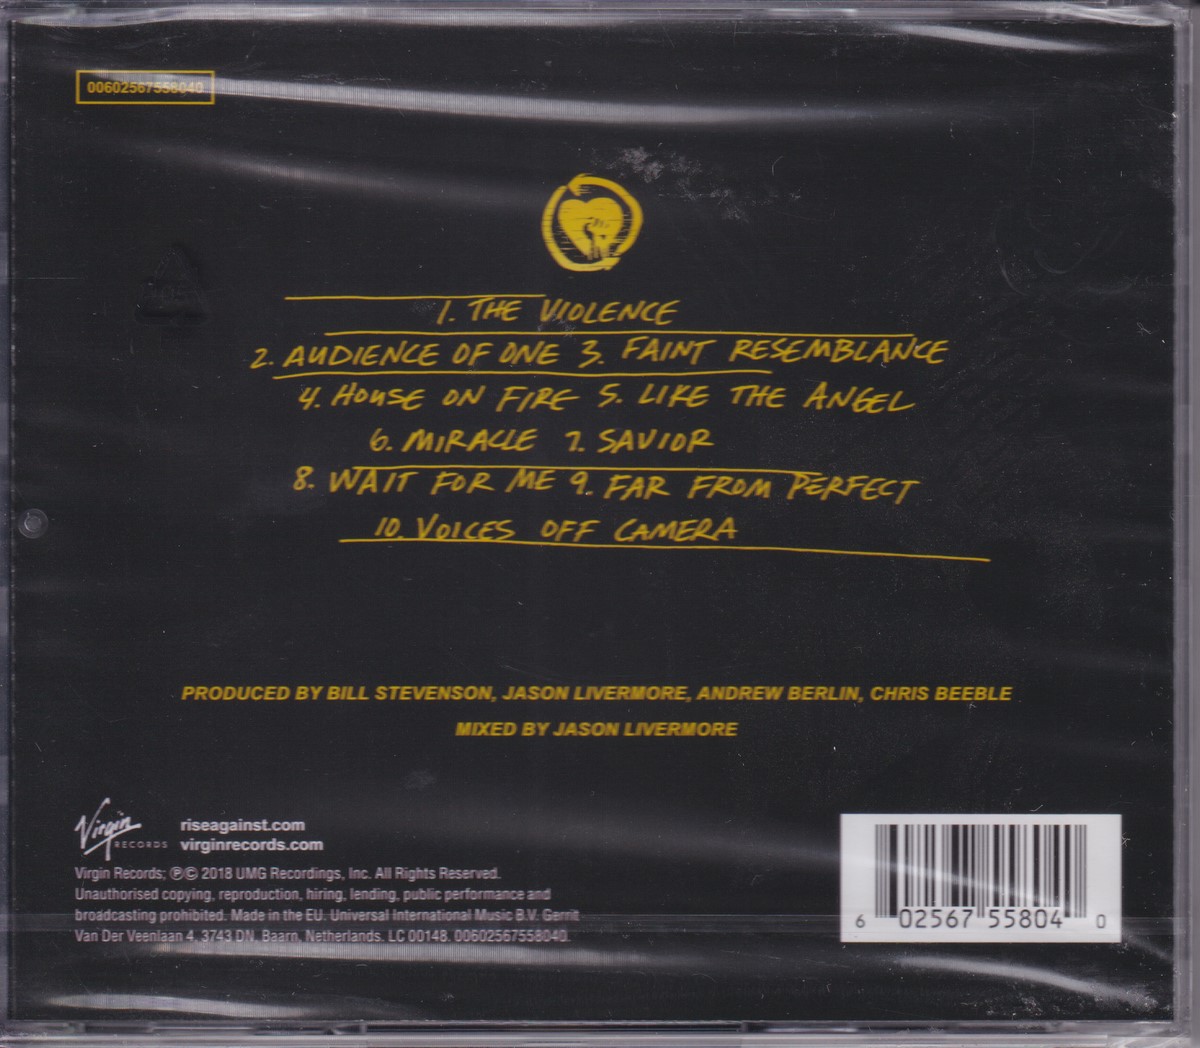 00602567558040
1. THE VIOLENCE
2. AUDIENCE OF ONE 3. FAINT RESEMBLANCE
4. HOUSE ON FIRE 5. LIKE THE ANGEL
6. MIRACLE 7. SAVIOR
8. WAIT FOR ME 9. FAR FROM PERFECT
10. VOICES OFF CAMERA
PRODUCED BY BILL STEVENSON, JASON LIVERMORE, ANDREW BERLIN, CHRIS BEEBLE
MIXED BY JASON LIVERMORE
Virgin RECORDS
riseagainst.com
virginrecords.com
Virgin Records; ℗© 2018 UMG Recordings, Inc. All Rights Reserved.
Unauthorised copying, reproduction, hiring, lending, public performance and
broadcasting prohibited. Made in the EU. Universal International Music B.V. Gerrit
Van Der Veenlaan 4, 3743 DN, Baarn, Netherlands. LC 00148. 00602567558040.
6 02567 55804 0